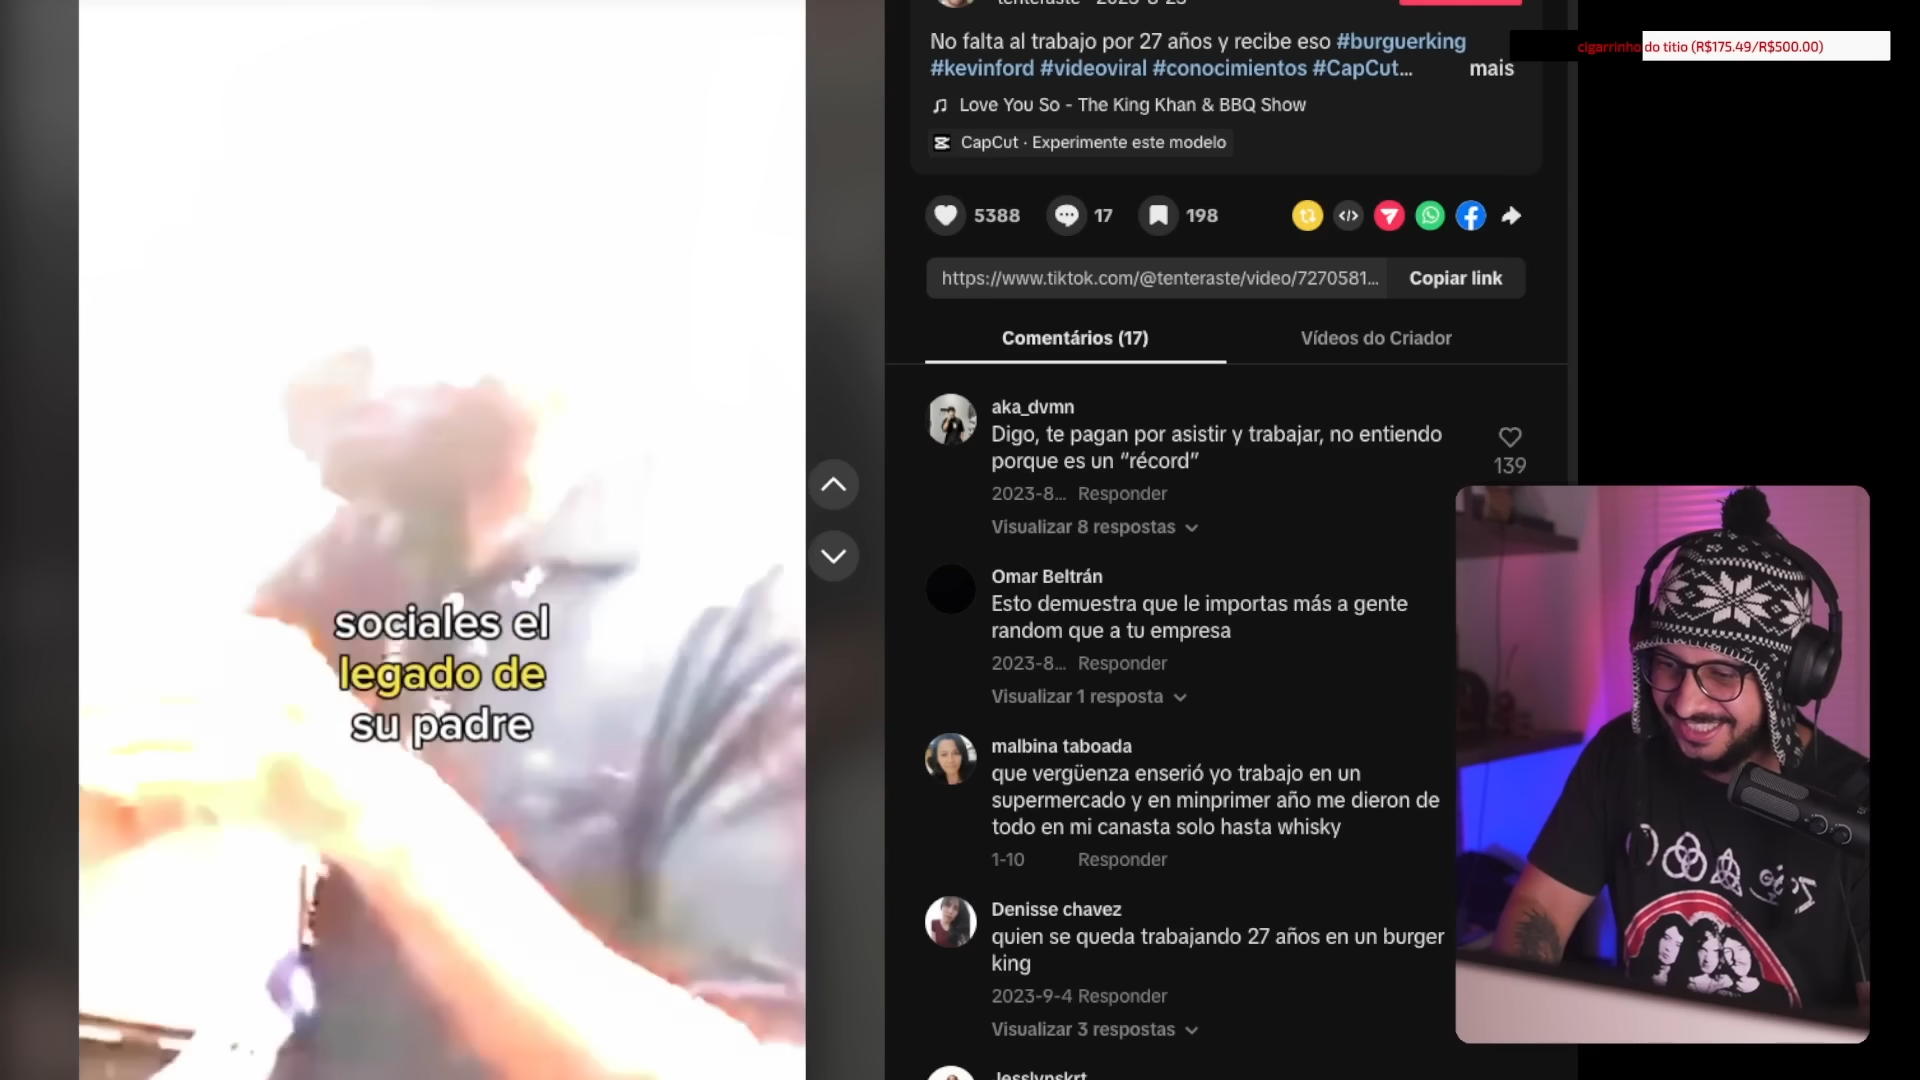 tenteraste · 2023-8-23
No falta al trabajo por 27 años y recibe eso #burguerking
#kevinford #videoviral #conocimientos #CapCut... mais
Love You So - The King Khan & BBQ Show
CapCut · Experimente este modelo
cigarrinho do titio (R$175.49/R$500.00)
5388 17 198
https://www.tiktok.com/@tenteraste/video/7270581... Copiar link
Comentários (17) Vídeos do Criador
aka_dvmn
Digo, te pagan por asistir y trabajar, no entiendo
porque es un “récord”
139
2023-8... Responder
Visualizar 8 respostas
Omar Beltrán
Esto demuestra que le importas más a gente
random que a tu empresa
2023-8... Responder
Visualizar 1 resposta
malbina taboada
que vergüenza enserió yo trabajo en un
supermercado y en minprimer año me dieron de
todo en mi canasta solo hasta whisky
1-10 Responder
Denisse chavez
quien se queda trabajando 27 años en un burger
king
2023-9-4 Responder
Visualizar 3 respostas
Jesslynskrt
sociales el
legado de
su padre